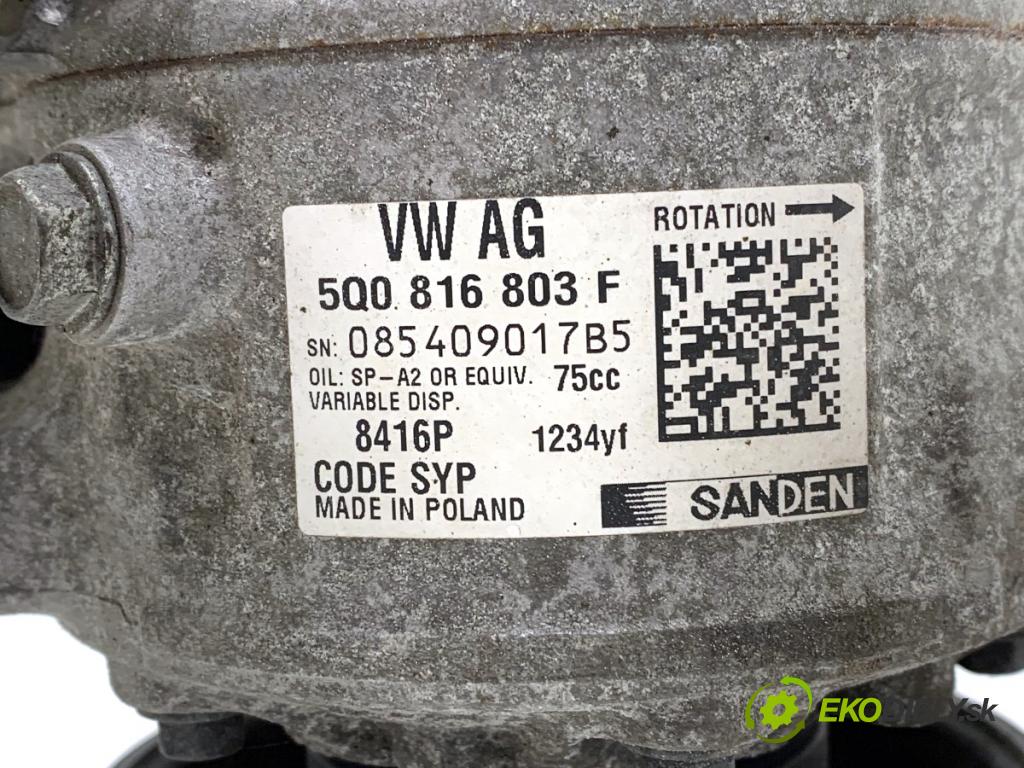 VW AG
ROTATION
5Q0 816 803 F
SN: 085409017B5
OIL: SP-A2 OR EQUIV. 75cc
VARIABLE DISP.
8416P 1234yf
CODE SYP
MADE IN POLAND
SANDEN